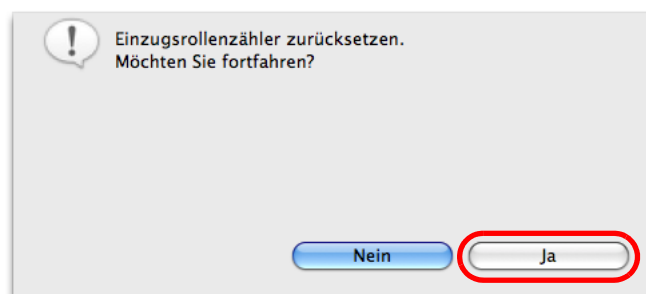 Einzugsrollenzähler zurücksetzen.
Möchten Sie fortfahren?
Nein
Ja